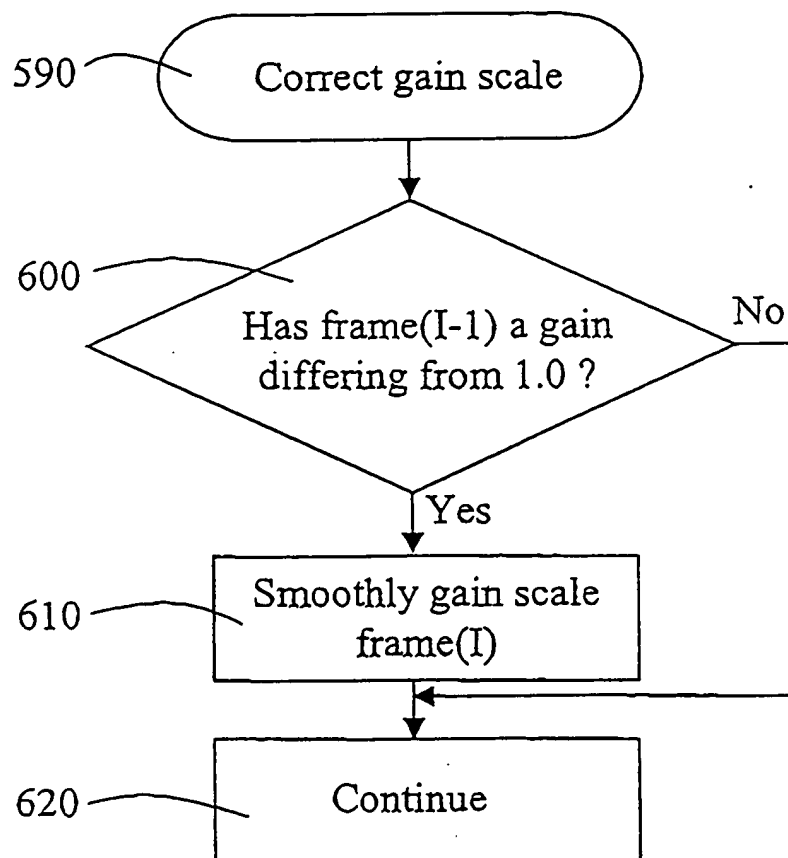 590
Correct gain scale
600
Has frame(I-1) a gain
differing from 1.0 ?
No
Yes
610
Smoothly gain scale
frame(I)
620
Continue